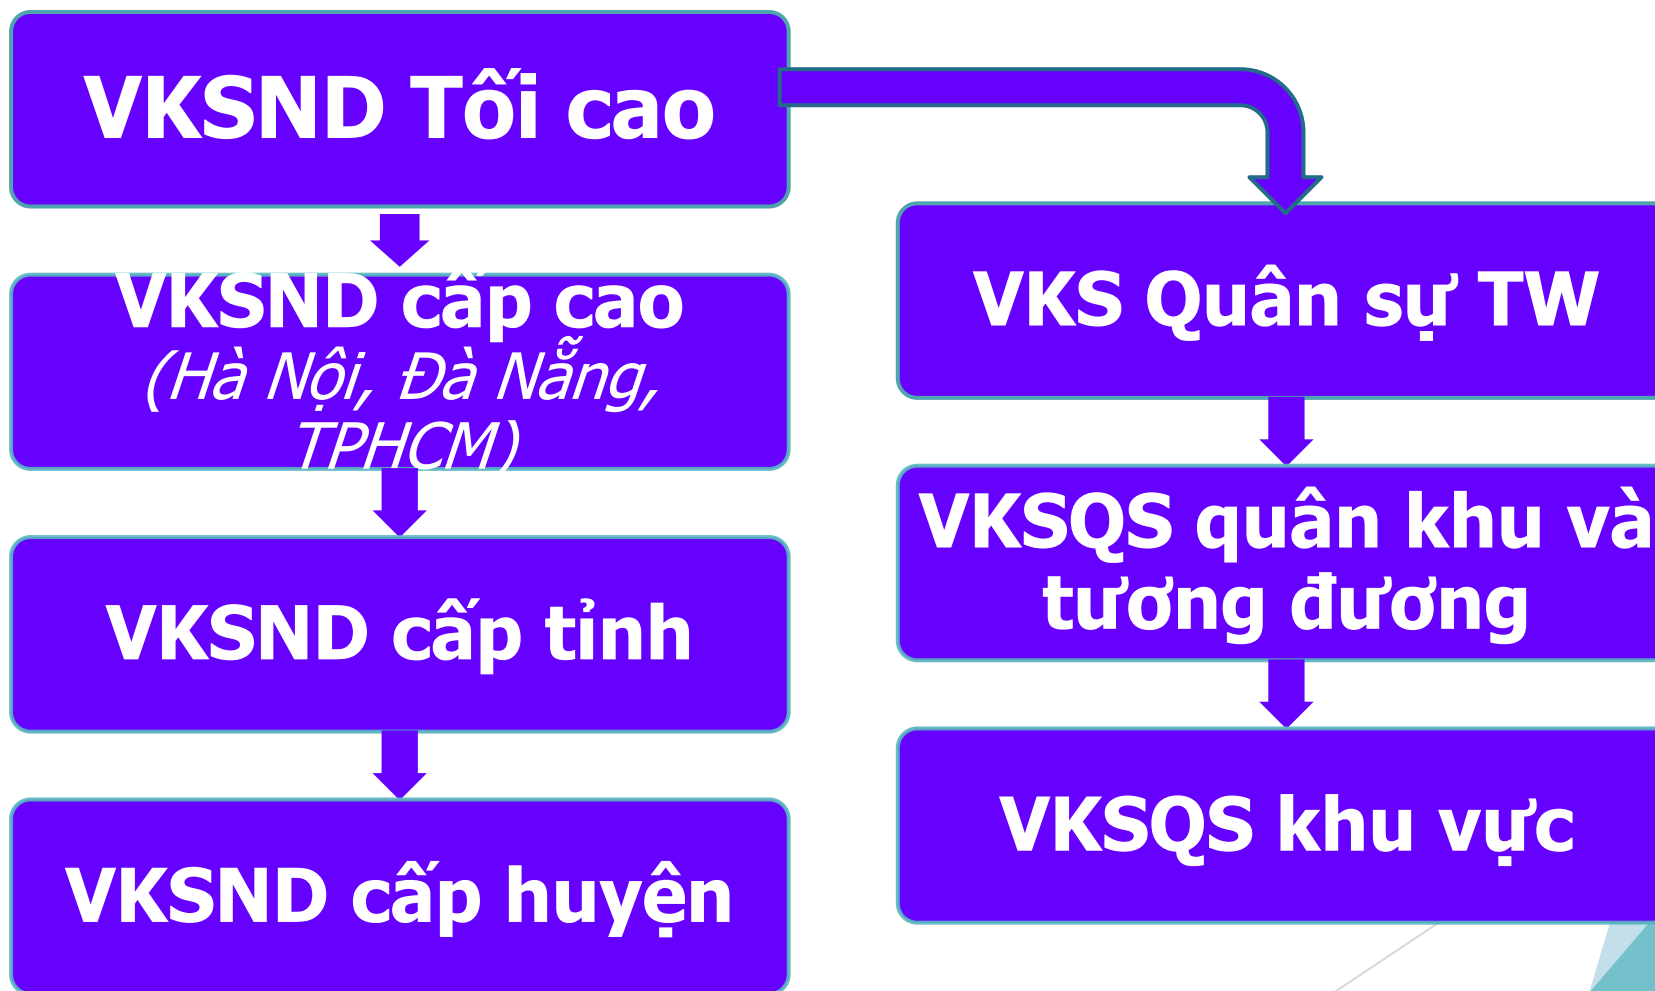 VKSND Tối cao
VKSND cấp cao
(Hà Nội, Đà Nẵng,
TPHCM)
VKSND cấp tỉnh
VKSND cấp huyện
VKS Quân sự TW
VKSQS quân khu và
tương đương
VKSQS khu vực